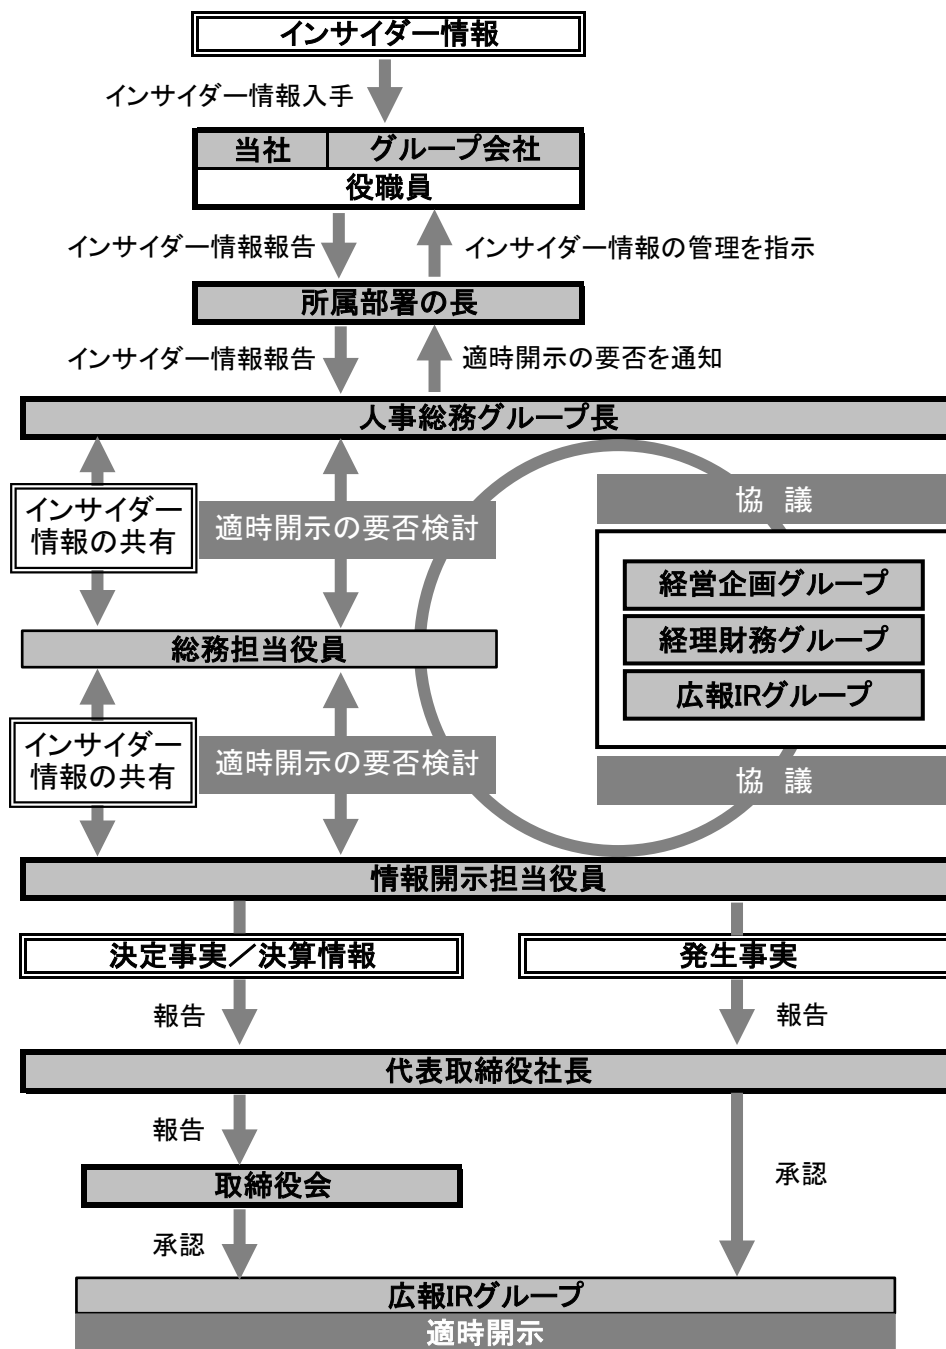 インサイダー情報
インサイダー情報入手
当社 グループ会社
役職員
インサイダー情報報告 インサイダー情報の管理を指示
所属部署の長
インサイダー情報報告 適時開示の要否を通知
人事総務グループ長
協 議
インサイダー
情報の共有
適時開示の要否検討
経営企画グループ
経理財務グループ
広報IRグループ
総務担当役員
インサイダー
情報の共有
適時開示の要否検討
協 議
情報開示担当役員
決定事実/決算情報 発生事実
報告 報告
代表取締役社長
報告
承認
取締役会
承認
広報IRグループ
適時開示